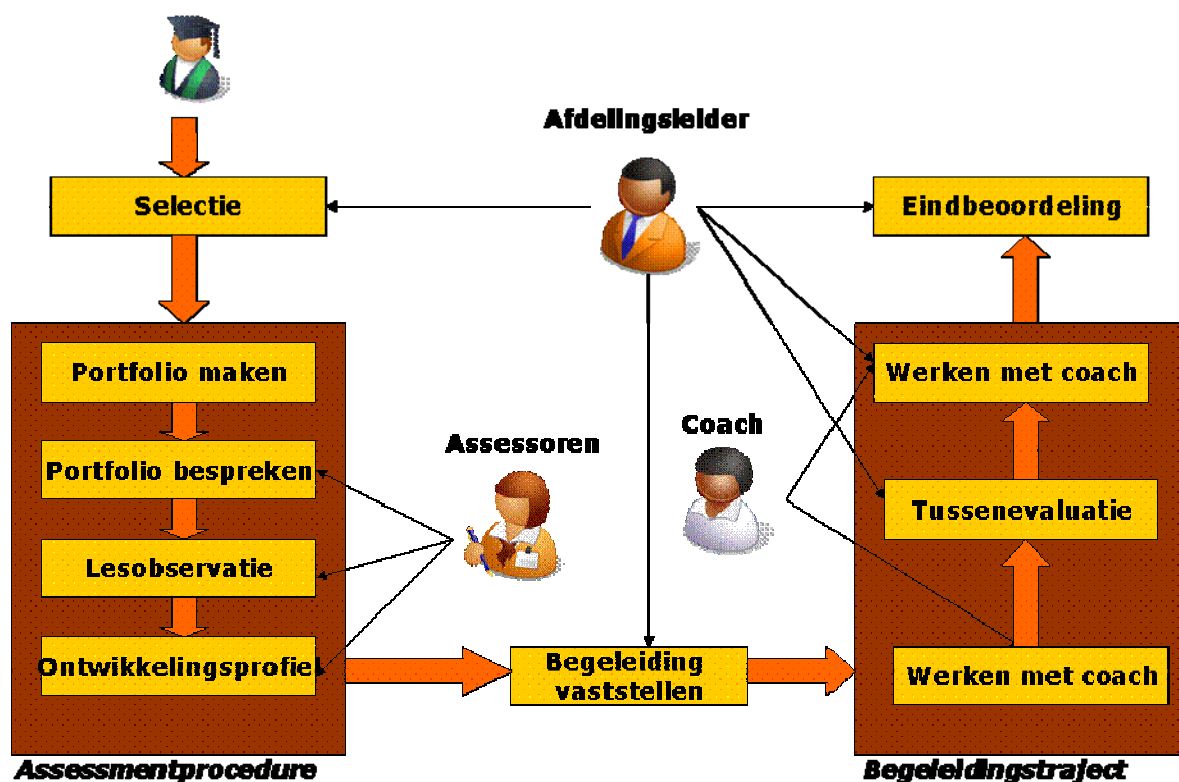 Afdelingsleider
Selectie
Eindbeoordeling
Portfolio maken
Werken met coach
Assessoren
Coach
Portfolio bespreken
Tussenevaluatie
Lesobservatie
Ontwikkelingsprofiel
Begeleiding
vaststellen
Werken met coach
Assessmentprocedure
Begeleidingstraject